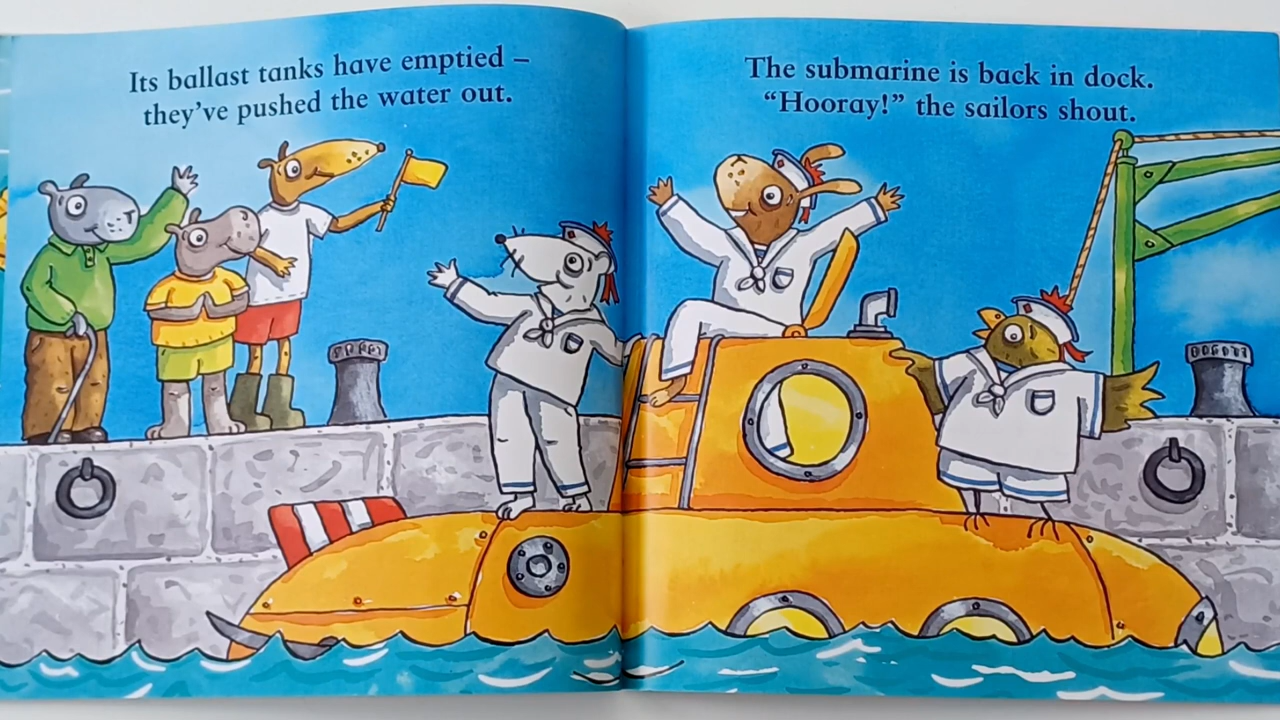 Its ballast tanks have emptied –
they've pushed the water out.
The submarine is back in dock.
“Hooray!” the sailors shout.